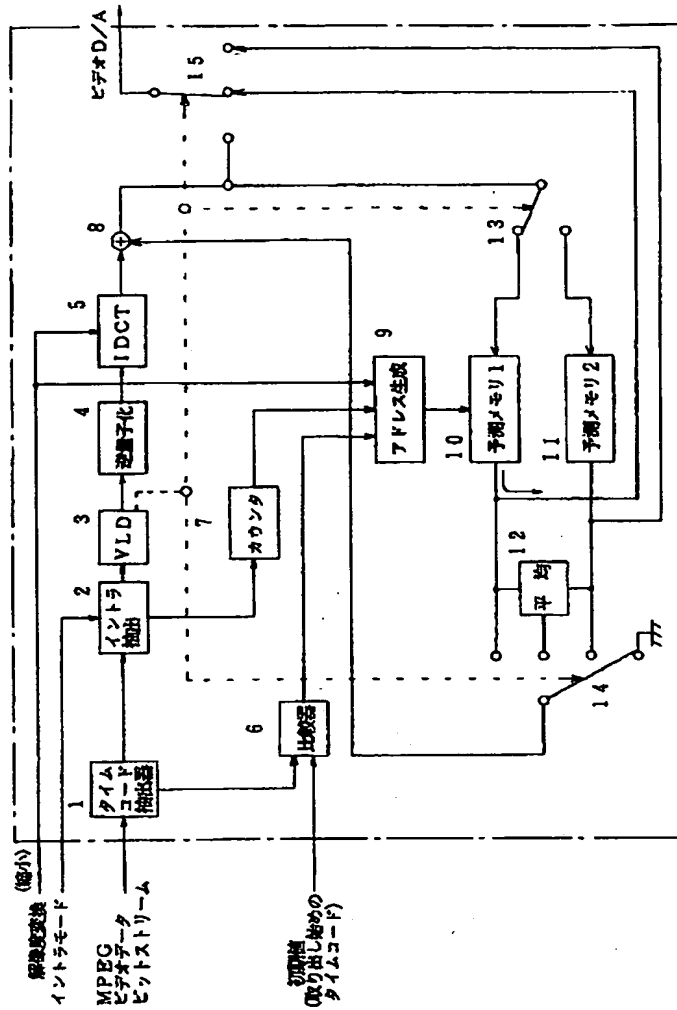 解像度変換 (縮小)
イントラモード
MPEG
ビデオデータ
ビットストリーム
初期値
(取り出し始めの
タイムコード)
1
タイム
コード
抽出器
2
イントラ
抽出
3
VLD
4
逆量子化
5
IDCT
6
比較器
7
カウンタ
8
9
アドレス生成
10
予測メモリ1
11
予測メモリ2
12
平均
13
14
15
ビデオD/A